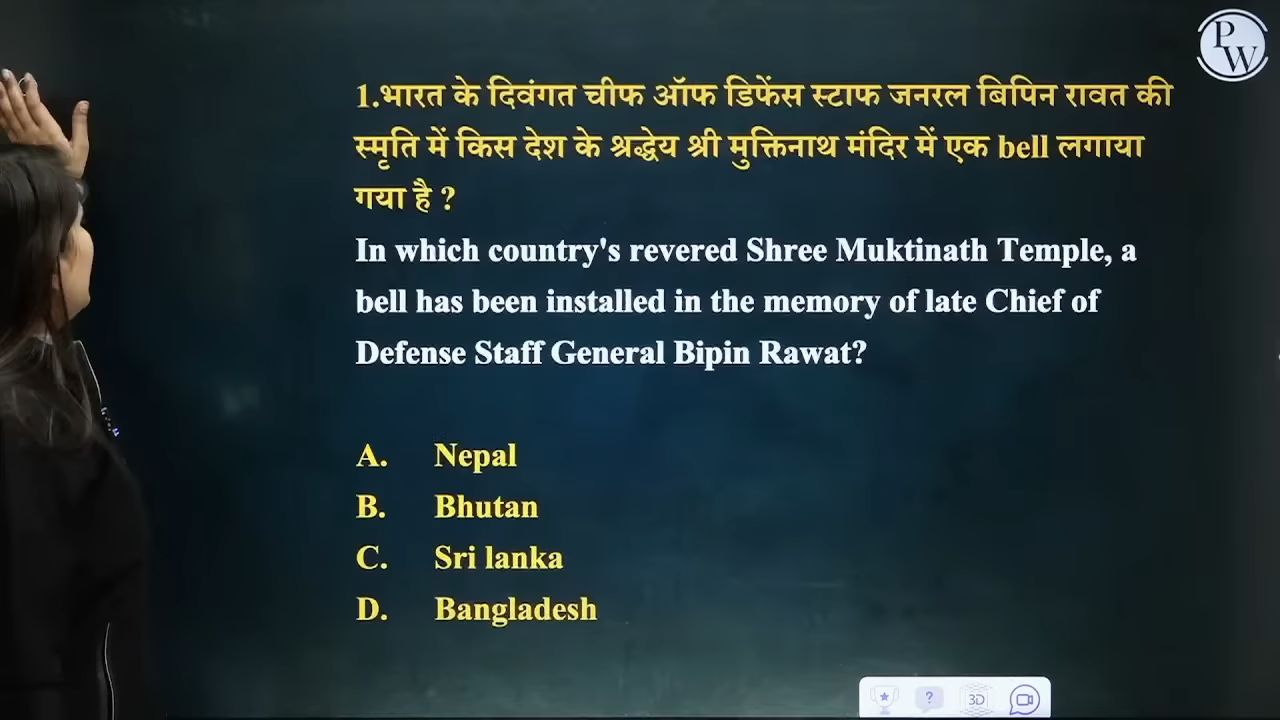 PW
1.भारत के दिवंगत चीफ ऑफ डिफेंस स्टाफ जनरल बिपिन रावत की
स्मृति में किस देश के श्रद्धेय श्री मुक्तिनाथ मंदिर में एक bell लगाया
गया है ?
In which country's revered Shree Muktinath Temple, a
bell has been installed in the memory of late Chief of
Defense Staff General Bipin Rawat?
A. Nepal
B. Bhutan
C. Sri lanka
D. Bangladesh
? 3D